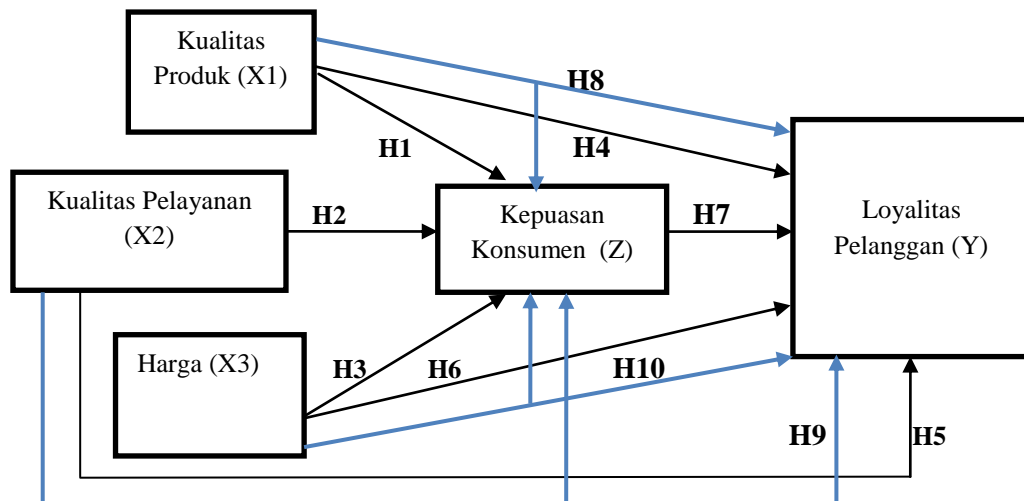 Kualitas
Produk (X1)
H8
H1
H4
Kualitas Pelayanan
(X2)
H2
Kepuasan
Konsumen (Z)
H7
Loyalitas
Pelanggan (Y)
Harga (X3)
H3
H6
H10
H9
H5